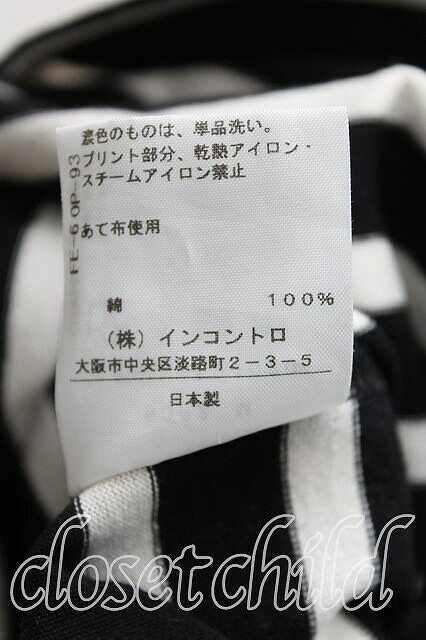 濃色のものは、単品洗い。
プリント部分、乾熱アイロン・
スチームアイロン禁止
FE-6OP-93
あて布使用
綿 100%
(株)インコントロ
大阪市中央区淡路町2-3-5
日本製
closetchild